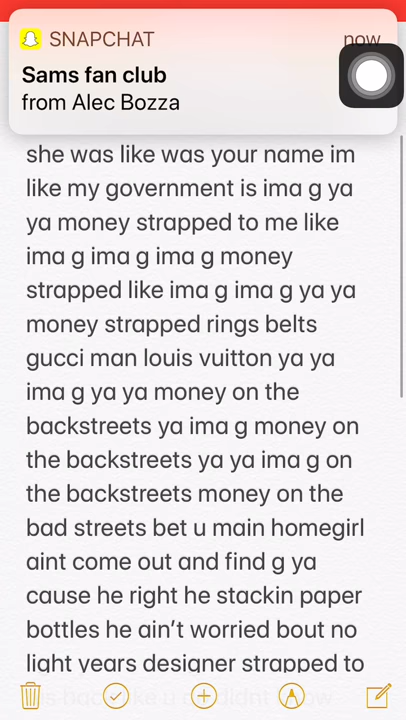 SNAPCHAT now
Sams fan club
from Alec Bozza
she was like was your name im
like my government is ima g ya
ya money strapped to me like
ima g ima g ima g money
strapped like ima g ima g ya ya
money strapped rings belts
gucci man louis vuitton ya ya
ima g ya ya money on the
backstreets ya ima g money on
the backstreets ya ya ima g on
the backstreets money on the
bad streets bet u main homegirl
aint come out and find g ya
cause he right he stackin paper
bottles he ain't worried bout no
light years designer strapped to
his back like u didnt know